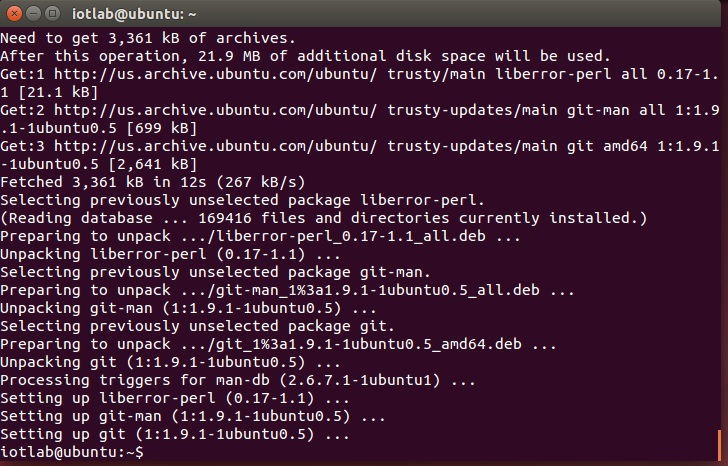 iotlab@ubuntu: ~
Need to get 3,361 kB of archives.
After this operation, 21.9 MB of additional disk space will be used.
Get:1 http://us.archive.ubuntu.com/ubuntu/ trusty/main liberror-perl all 0.17-1.
1 [21.1 kB]
Get:2 http://us.archive.ubuntu.com/ubuntu/ trusty-updates/main git-man all 1:1.9
.1-1ubuntu0.5 [699 kB]
Get:3 http://us.archive.ubuntu.com/ubuntu/ trusty-updates/main git amd64 1:1.9.1
-1ubuntu0.5 [2,641 kB]
Fetched 3,361 kB in 12s (267 kB/s)
Selecting previously unselected package liberror-perl.
(Reading database ... 169416 files and directories currently installed.)
Preparing to unpack .../liberror-perl_0.17-1.1_all.deb ...
Unpacking liberror-perl (0.17-1.1) ...
Selecting previously unselected package git-man.
Preparing to unpack .../git-man_1%3a1.9.1-1ubuntu0.5_all.deb ...
Unpacking git-man (1:1.9.1-1ubuntu0.5) ...
Selecting previously unselected package git.
Preparing to unpack .../git_1%3a1.9.1-1ubuntu0.5_amd64.deb ...
Unpacking git (1:1.9.1-1ubuntu0.5) ...
Processing triggers for man-db (2.6.7.1-1ubuntu1) ...
Setting up liberror-perl (0.17-1.1) ...
Setting up git-man (1:1.9.1-1ubuntu0.5) ...
Setting up git (1:1.9.1-1ubuntu0.5) ...
iotlab@ubuntu:~$